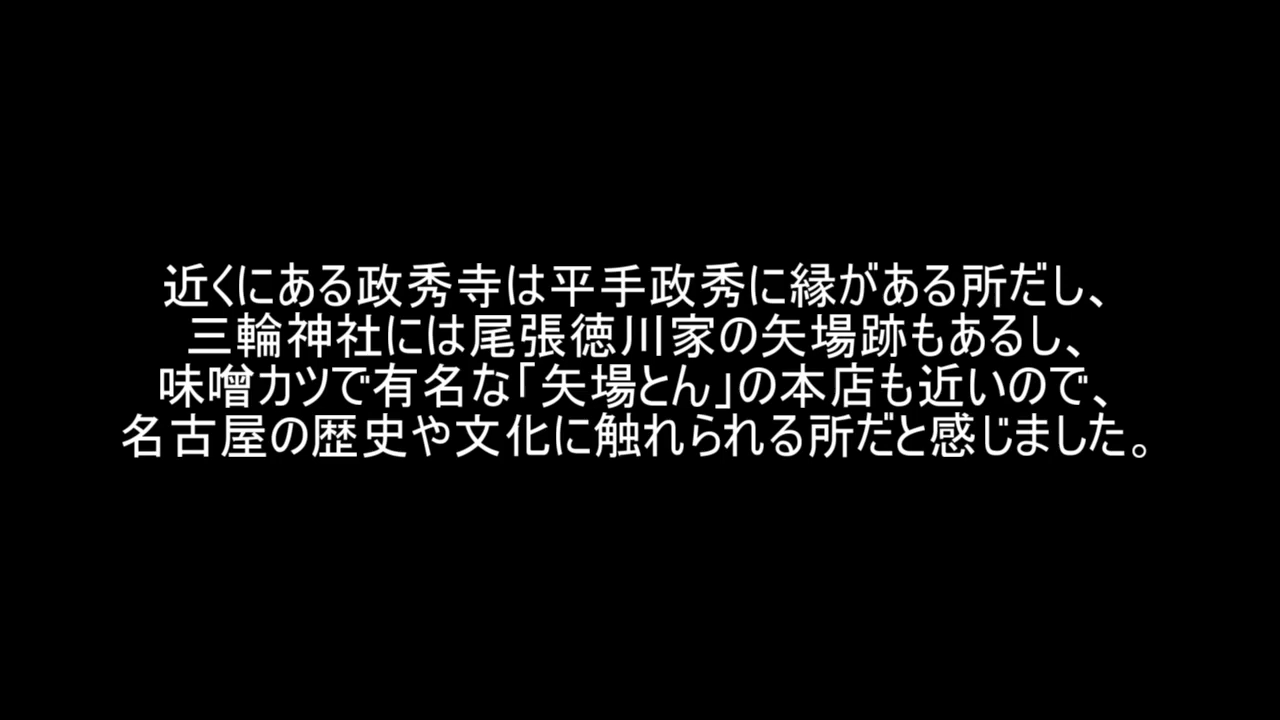 近くにある政秀寺は平手政秀に縁がある所だし、
三輪神社には尾張徳川家の矢場跡もあるし、
味噌カツで有名な「矢場とん」の本店も近いので、
名古屋の歴史や文化に触れられる所だと感じました。